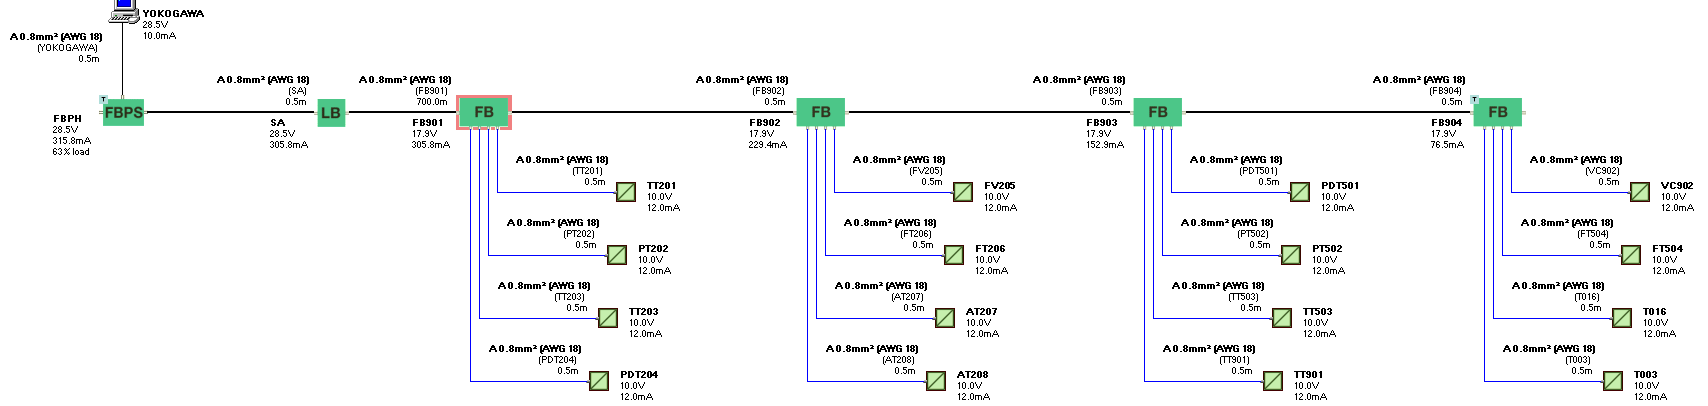 YOKOGAWA
28.5V
10.0mA
A 0.8mm² (AWG 18)
(YOKOGAWA)
0.5m
T
FBPS
FBPH
28.5V
315.8mA
63% load
A 0.8mm² (AWG 18)
(SA)
0.5m
LB
SA
28.5V
305.8mA
A 0.8mm² (AWG 18)
(FB901)
700.0m
FB
FB901
17.9V
305.8mA
A 0.8mm² (AWG 18)
(TT201)
0.5m
TT201
10.0V
12.0mA
A 0.8mm² (AWG 18)
(PT202)
0.5m
PT202
10.0V
12.0mA
A 0.8mm² (AWG 18)
(TT203)
0.5m
TT203
10.0V
12.0mA
A 0.8mm² (AWG 18)
(PDT204)
0.5m
PDT204
10.0V
12.0mA
A 0.8mm² (AWG 18)
(FB902)
0.5m
FB
FB902
17.9V
229.4mA
A 0.8mm² (AWG 18)
(FV205)
0.5m
FV205
10.0V
12.0mA
A 0.8mm² (AWG 18)
(FT206)
0.5m
FT206
10.0V
12.0mA
A 0.8mm² (AWG 18)
(AT207)
0.5m
AT207
10.0V
12.0mA
A 0.8mm² (AWG 18)
(AT208)
0.5m
AT208
10.0V
12.0mA
A 0.8mm² (AWG 18)
(FB903)
0.5m
FB
FB903
17.9V
152.9mA
A 0.8mm² (AWG 18)
(PDT501)
0.5m
PDT501
10.0V
12.0mA
A 0.8mm² (AWG 18)
(PT502)
0.5m
PT502
10.0V
12.0mA
A 0.8mm² (AWG 18)
(TT503)
0.5m
TT503
10.0V
12.0mA
A 0.8mm² (AWG 18)
(TT901)
0.5m
TT901
10.0V
12.0mA
A 0.8mm² (AWG 18)
(FB904)
0.5m
T
FB
FB904
17.9V
76.5mA
A 0.8mm² (AWG 18)
(VC902)
0.5m
VC902
10.0V
12.0mA
A 0.8mm² (AWG 18)
(FT504)
0.5m
FT504
10.0V
12.0mA
A 0.8mm² (AWG 18)
(T016)
0.5m
T016
10.0V
12.0mA
A 0.8mm² (AWG 18)
(T003)
0.5m
T003
10.0V
12.0mA